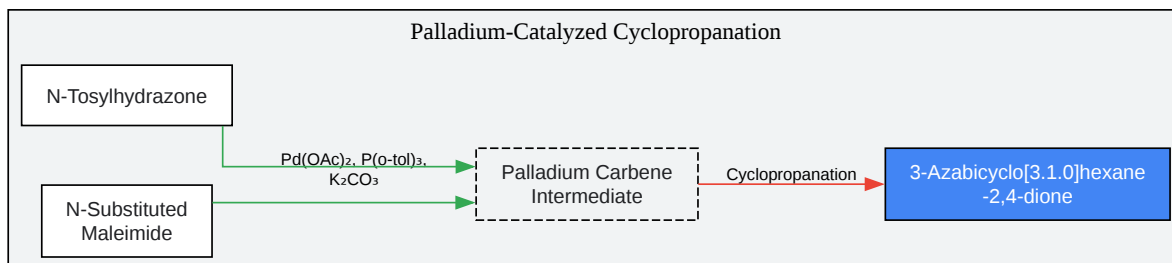 Palladium-Catalyzed Cyclopropanation
N-Tosylhydrazone
Pd(OAc)₂, P(o-tol)₃,
K₂CO₃
N-Substituted
Maleimide
Palladium Carbene
Intermediate
Cyclopropanation
3-Azabicyclo[3.1.0]hexane
-2,4-dione